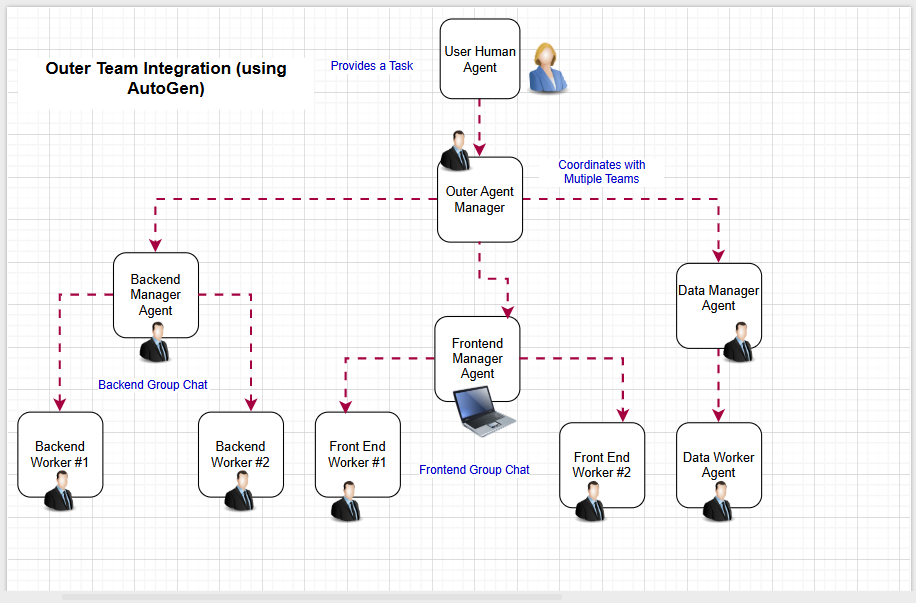 Outer Team Integration (using
AutoGen)
Provides a Task
User Human
Agent
Coordinates with
Mutiple Teams
Outer Agent
Manager
Backend
Manager
Agent
Data Manager
Agent
Frontend
Manager
Agent
Backend Group Chat
Backend
Worker #1
Backend
Worker #2
Front End
Worker #1
Frontend Group Chat
Front End
Worker #2
Data Worker
Agent